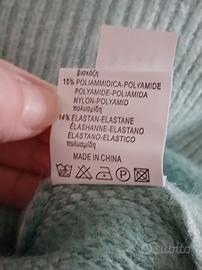 βισκόζη
15% POLIAMMIDICA-POLYAMIDE
POLYAMIDE-POLIAMIDA
NYLON-POLYAMID
πολυαμίδη
14% ELASTAN-ELASTANE
ELASHANNE-ELASTANO
ELASTANO-ELASTICO
πολυαμίδη
MADE IN CHINA
P
subito